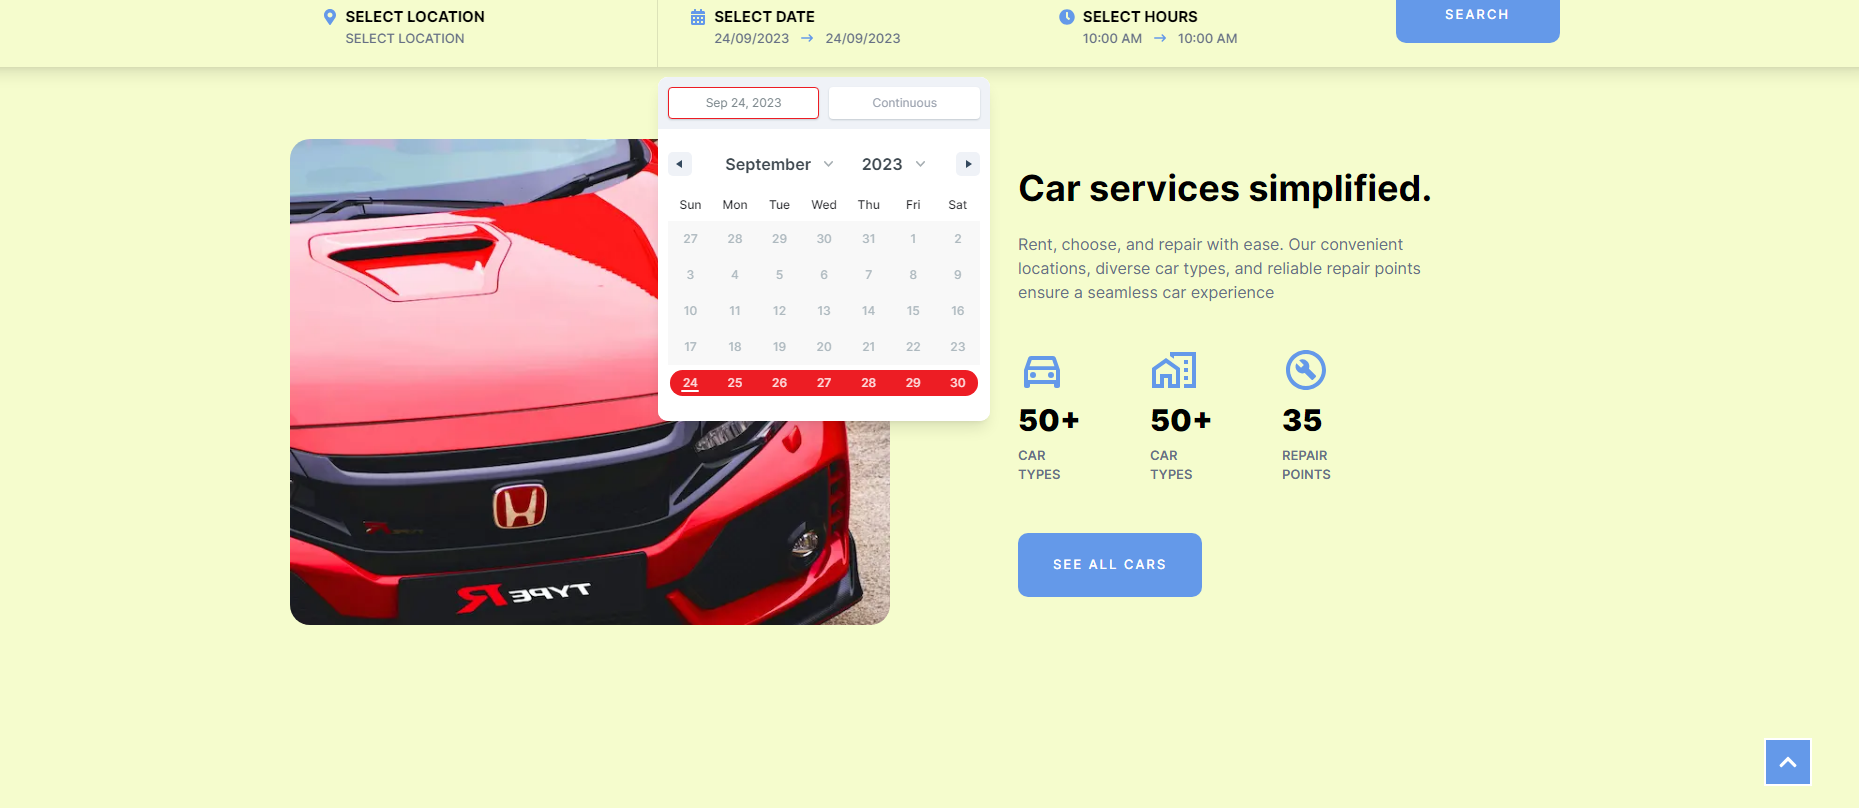 SELECT LOCATION
SELECT LOCATION
SELECT DATE
24/09/2023 → 24/09/2023
SELECT HOURS
10:00 AM → 10:00 AM
SEARCH
Sep 24, 2023
Continuous
September 2023
Sun Mon Tue Wed Thu Fri Sat
27 28 29 30 31 1 2
3 4 5 6 7 8 9
10 11 12 13 14 15 16
17 18 19 20 21 22 23
24 25 26 27 28 29 30
TYPE R
Car services simplified.
Rent, choose, and repair with ease. Our convenient
locations, diverse car types, and reliable repair points
ensure a seamless car experience
50+ 50+ 35
CAR
TYPES
CAR
TYPES
REPAIR
POINTS
SEE ALL CARS